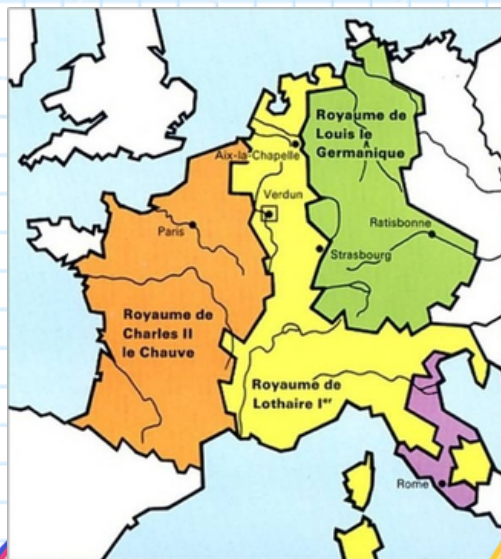 Royaume de
Louis le
Germanique
Aix-la-Chapelle
Verdun
Paris
Ratisbonne
Strasbourg
Royaume de
Charles II
le Chauve
Royaume de
Lothaire Iᵉʳ
Rome